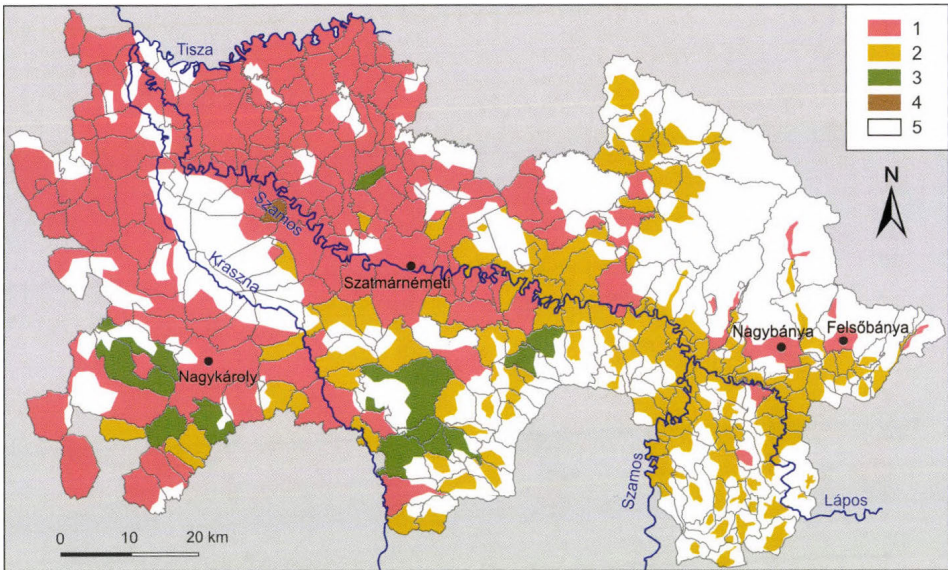 Tisza
1
2
3
4
5
N
Szamos
Kraszna
Szatmárnémeti
Nagybánya
Felsőbánya
Nagykároly
Szamos
Lápos
0 10 20 km